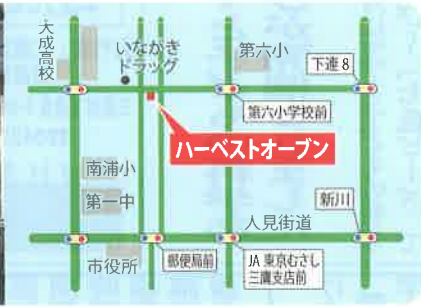 大成高校
いなかき
ドラッグ
第六小
下連8
第六小学校前
ハーベストオーブン
南浦小
第一中
新川
人見街道
市役所
郵便局前
JA 東京むさし
三鷹支店前